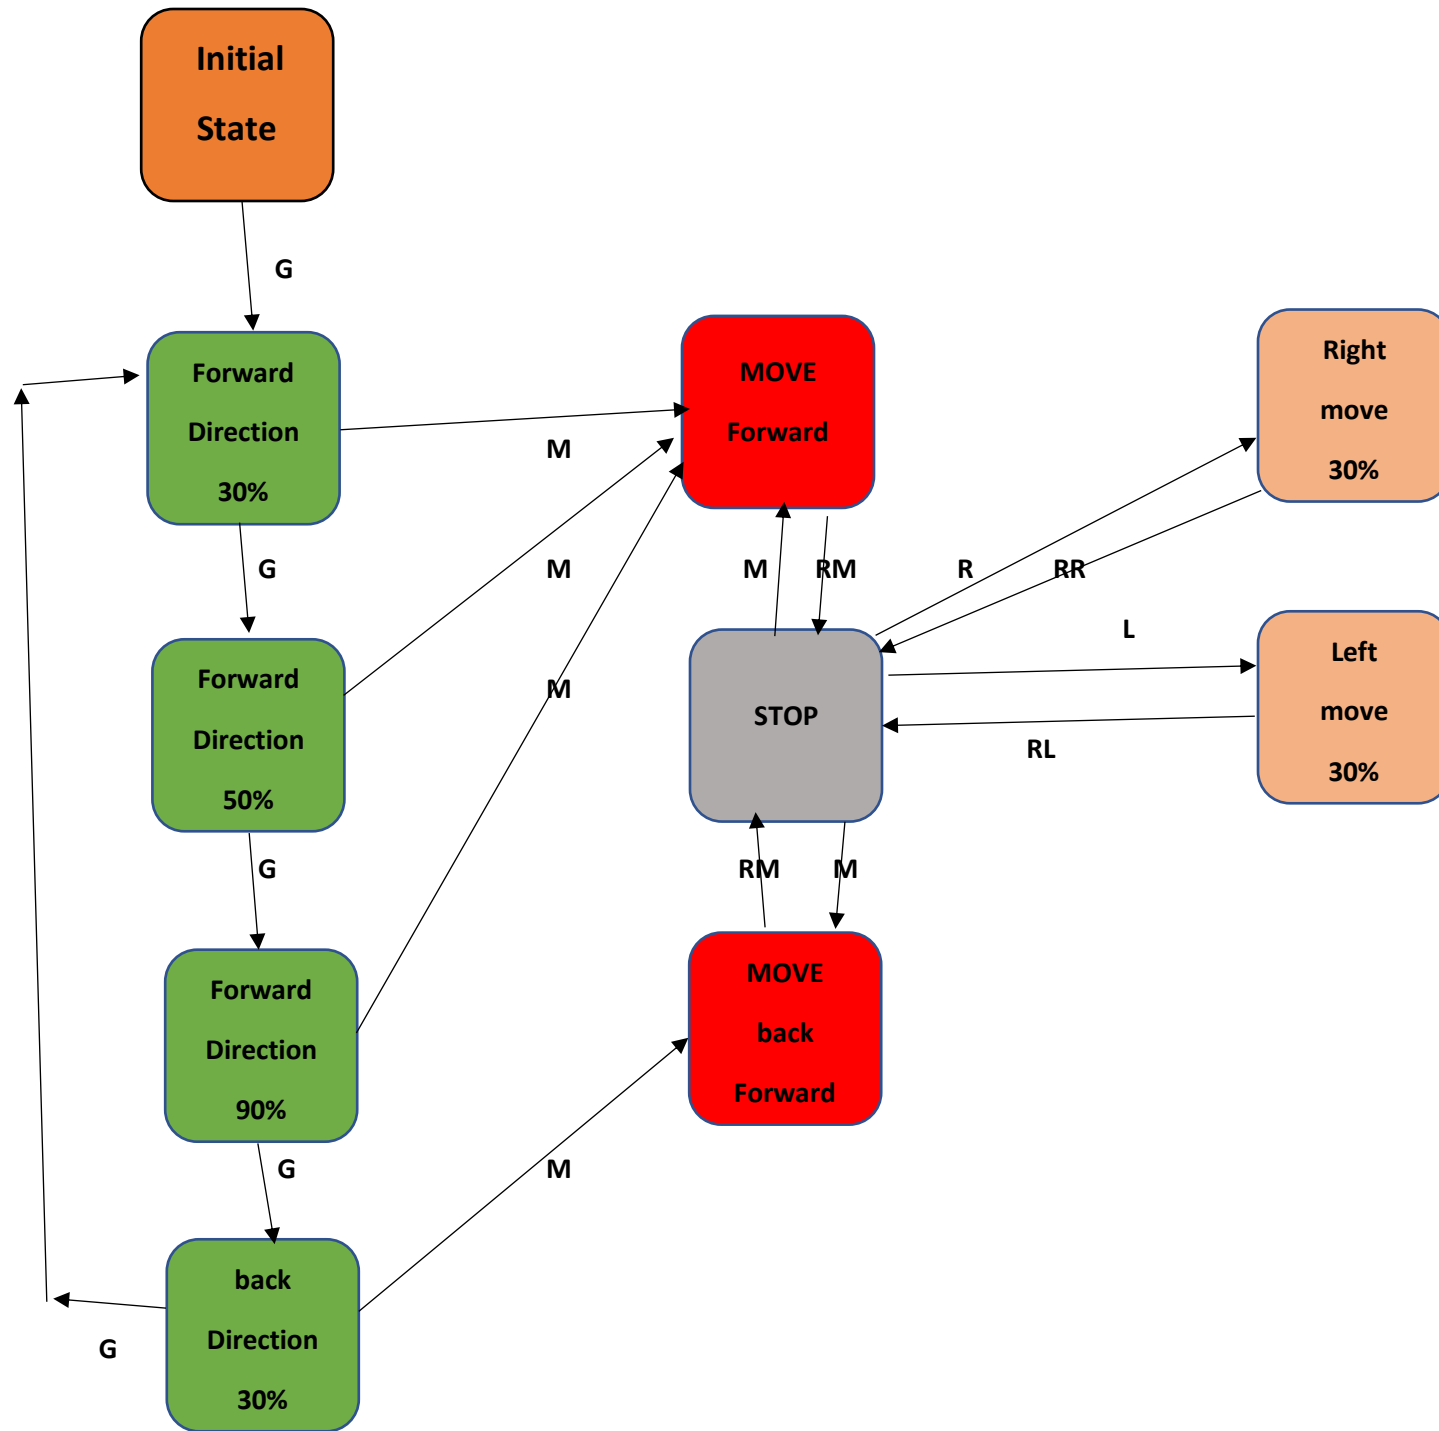 Initial
State
G
Forward
Direction
30%
M
MOVE
Forward
Right
move
30%
G
M
M
RM
R
RR
Forward
Direction
50%
M
STOP
L
RL
Left
move
30%
G
RM
M
Forward
Direction
90%
MOVE
back
Forward
G
M
back
Direction
30%
G